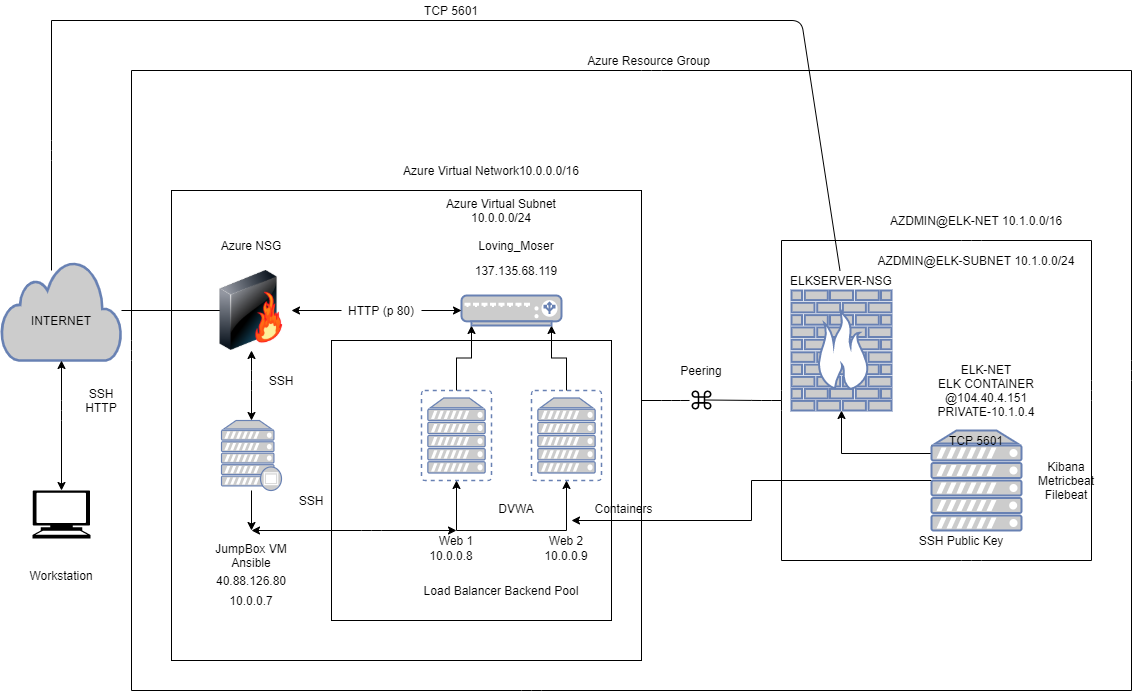 TCP 5601
Azure Resource Group
Azure Virtual Network10.0.0.0/16
Azure Virtual Subnet
10.0.0.0/24
Azure NSG
Loving_Moser
137.135.68.119
HTTP (p 80)
INTERNET
SSH
HTTP
Workstation
SSH
SSH
JumpBox VM
Ansible
40.88.126.80
10.0.0.7
DVWA
Containers
Web 1
10.0.0.8
Web 2
10.0.0.9
Load Balancer Backend Pool
Peering
AZDMIN@ELK-NET 10.1.0.0/16
AZDMIN@ELK-SUBNET 10.1.0.0/24
ELKSERVER-NSG
ELK-NET
ELK CONTAINER
@104.40.4.151
PRIVATE-10.1.0.4
TCP 5601
Kibana
Metricbeat
Filebeat
SSH Public Key